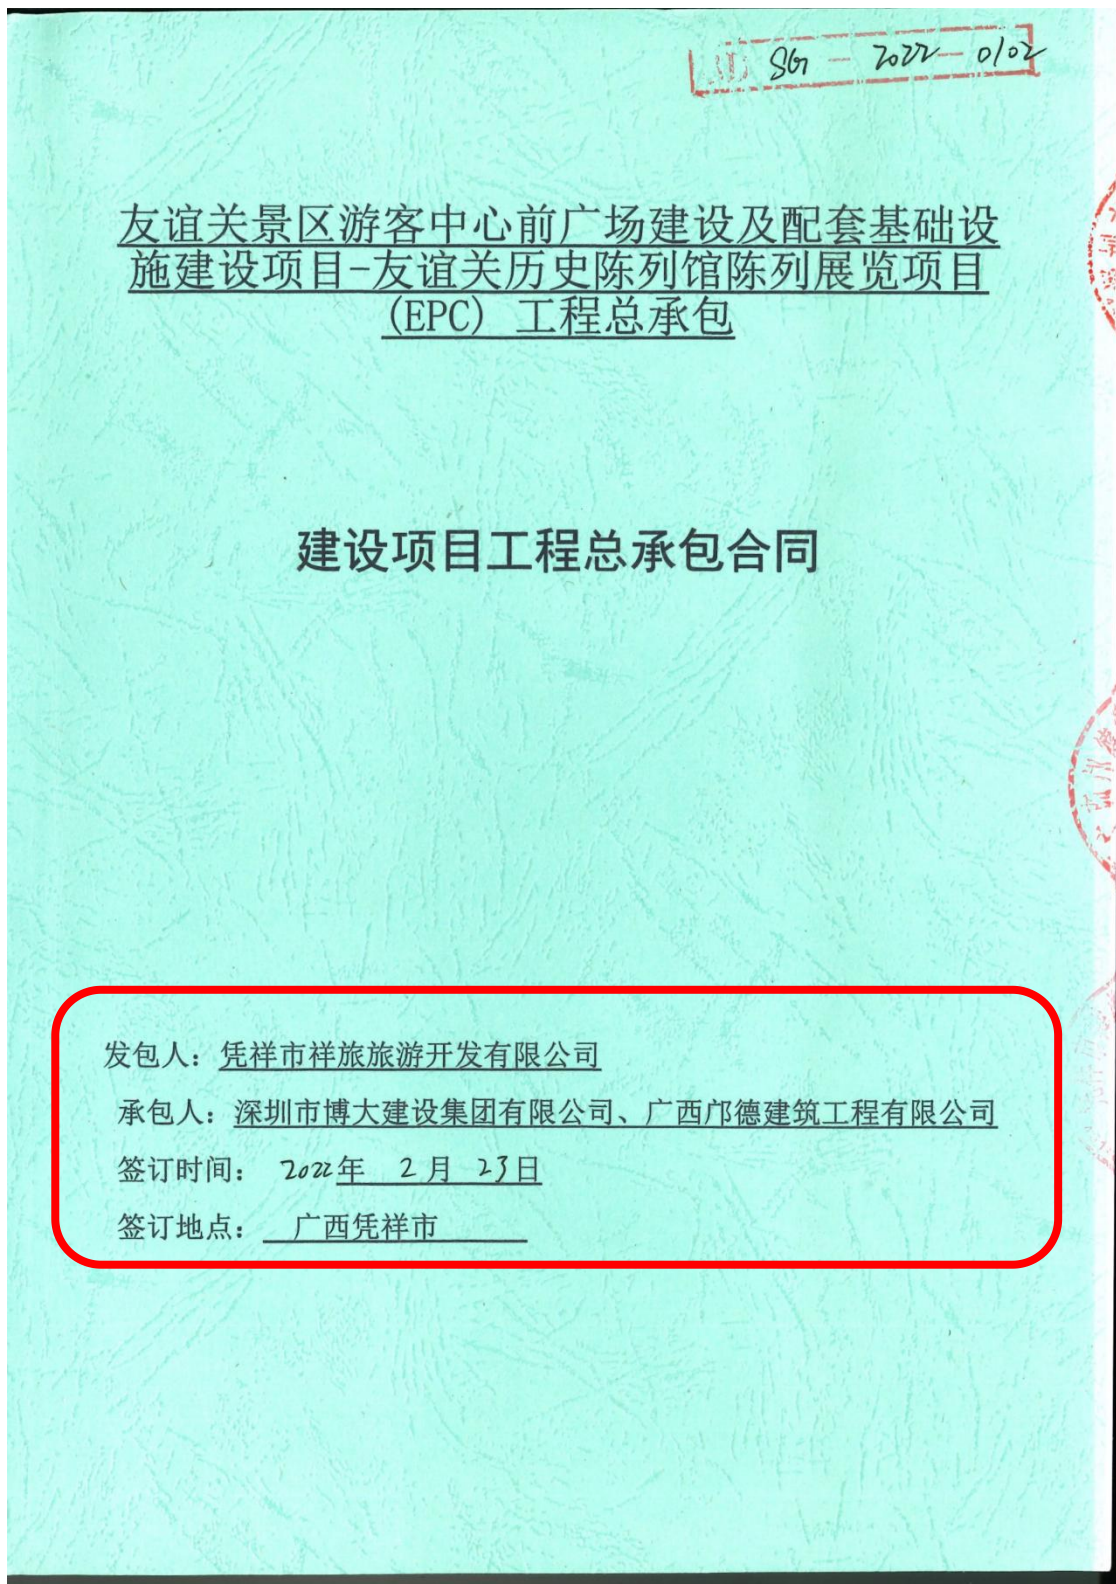 SG - 2022 - 0102
友谊关景区游客中心前广场建设及配套基础设
施建设项目-友谊关历史陈列馆陈列展览项目
(EPC) 工程总承包
建设项目工程总承包合同
发包人：凭祥市祥旅旅游开发有限公司
承包人：深圳市博大建设集团有限公司、广西邝德建筑工程有限公司
签订时间： 2022年 2月 23日
签订地点： 广西凭祥市